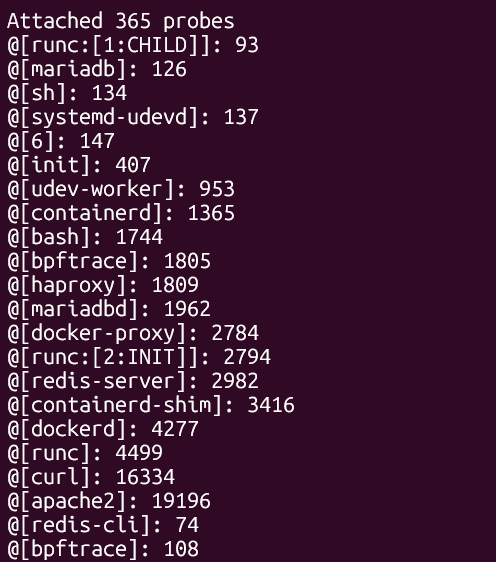 Attached 365 probes
@[runc:[1:CHILD]]: 93
@[mariadb]: 126
@[sh]: 134
@[systemd-udevd]: 137
@[6]: 147
@[init]: 407
@[udev-worker]: 953
@[containerd]: 1365
@[bash]: 1744
@[bpftrace]: 1805
@[haproxy]: 1809
@[mariadbd]: 1962
@[docker-proxy]: 2784
@[runc:[2:INIT]]: 2794
@[redis-server]: 2982
@[containerd-shim]: 3416
@[dockerd]: 4277
@[runc]: 4499
@[curl]: 16334
@[apache2]: 19196
@[redis-cli]: 74
@[bpftrace]: 108